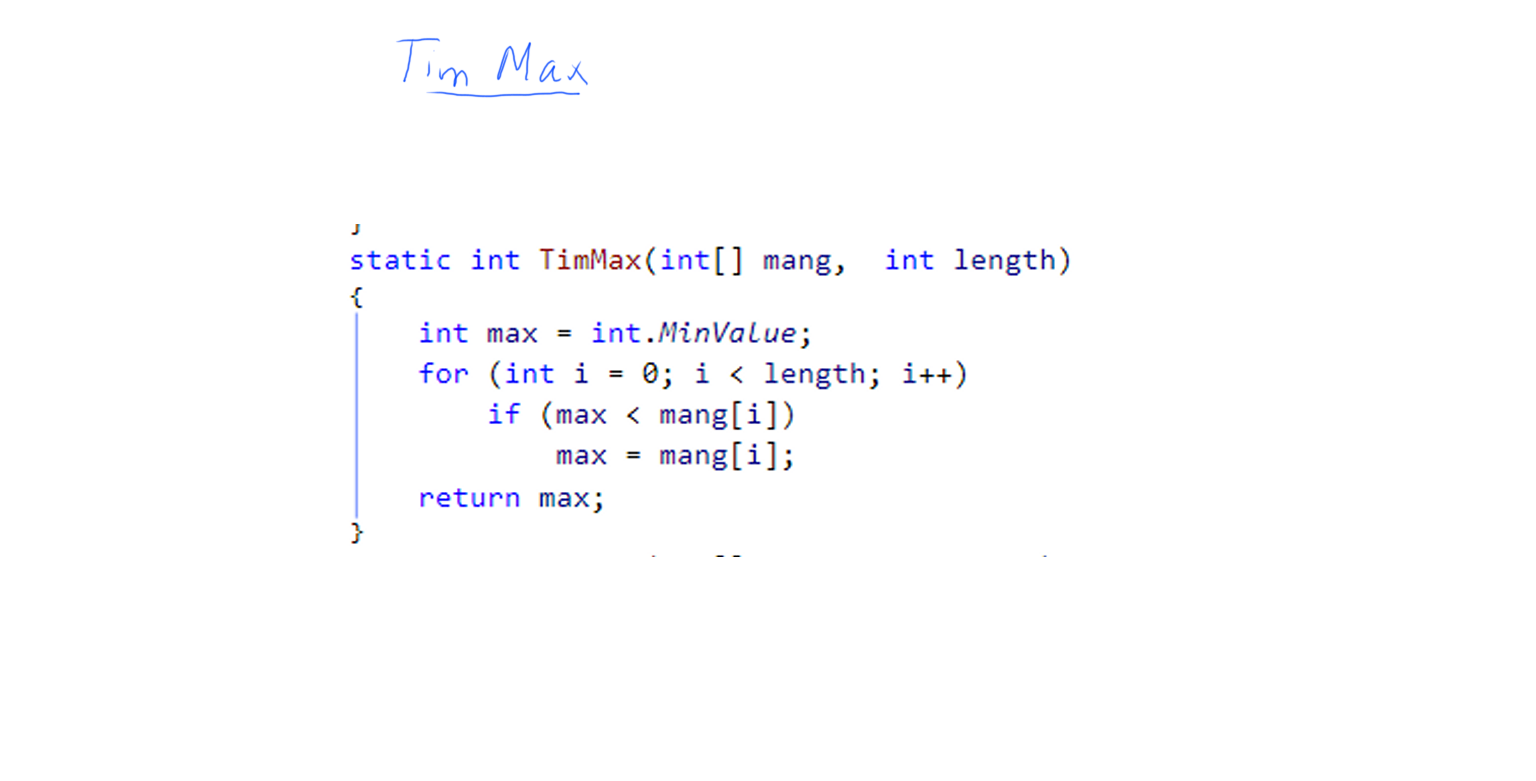 Tim Max
}
static int TimMax(int[] mang,  int length)
{
    int max = int.MinValue;
    for (int i = 0; i < length; i++)
        if (max < mang[i])
            max = mang[i];
    return max;
}